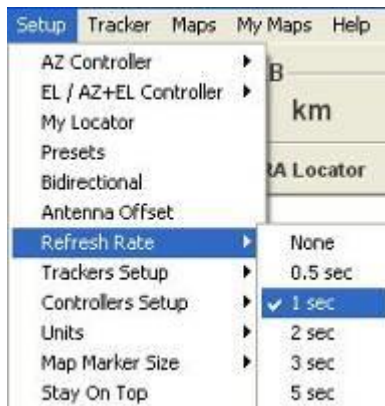 Setup Tracker Maps My Maps Help
AZ Controller
EL / AZ+EL Controller
My Locator
Presets
Bidirectional
Antenna Offset
Refresh Rate
Trackers Setup
Controllers Setup
Units
Map Marker Size
Stay On Top
B
km
RA Locator
None
0.5 sec
1 sec
2 sec
3 sec
5 sec